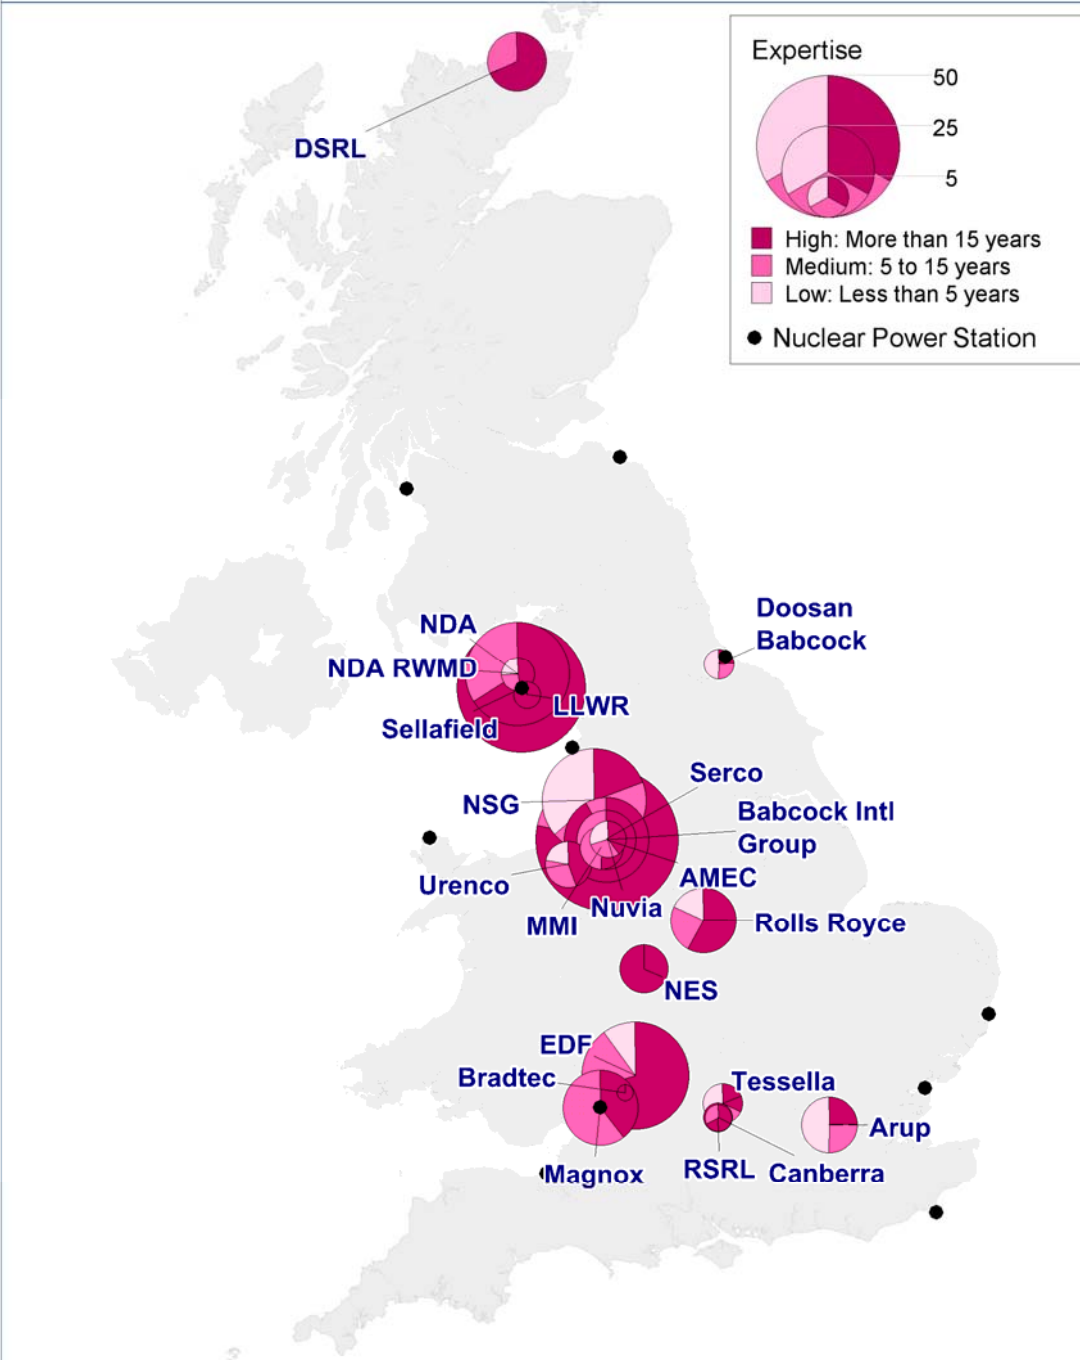 Expertise
50
25
5
High: More than 15 years
Medium: 5 to 15 years
Low: Less than 5 years
Nuclear Power Station
DSRL
Doosan
Babcock
NDA
NDA RWMD
LLWR
Sellafield
Serco
NSG
Babcock Intl
Group
Urenco
AMEC
Nuvia
MMI
Rolls Royce
NES
EDF
Bradtec
Tessella
Arup
Magnox
RSRL
Canberra